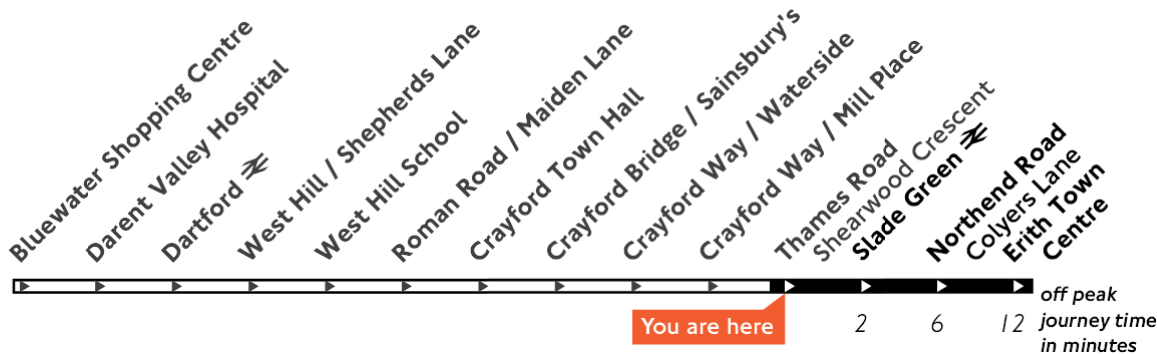 Bluewater Shopping Centre
Darent Valley Hospital
Dartford
West Hill / Shepherds Lane
West Hill School
Roman Road / Maiden Lane
Crayford Town Hall
Crayford Bridge / Sainsbury's
Crayford Way / Waterside
Crayford Way / Mill Place
Thames Road
Shearwood Crescent
Slade Green
Northend Road
Colyers Lane
Erith Town
Centre
You are here
2
6
12
off peak
journey time
in minutes